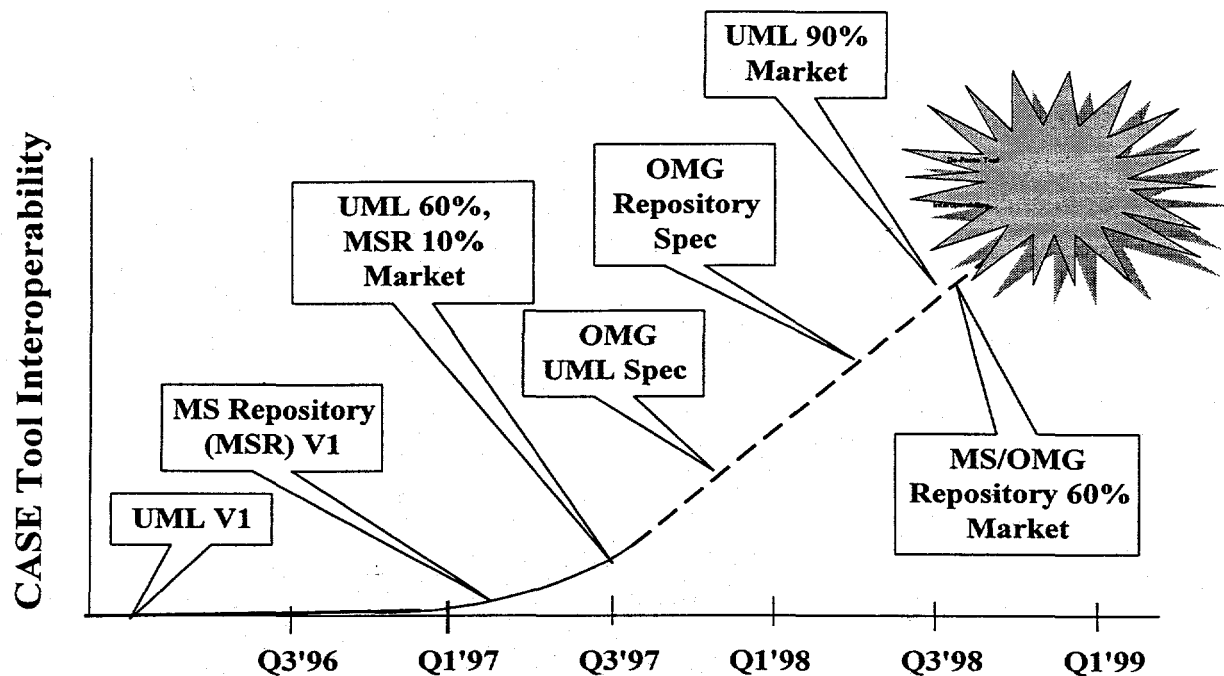 UML 90%
Market
OMG
Repository
Spec
UML 60%,
MSR 10%
Market
OMG
UML Spec
MS Repository
(MSR) V1
UML V1
MS/OMG
Repository 60%
Market
CASE Tool Interoperability
Q3'96
Q1'97
Q3'97
Q1'98
Q3'98
Q1'99